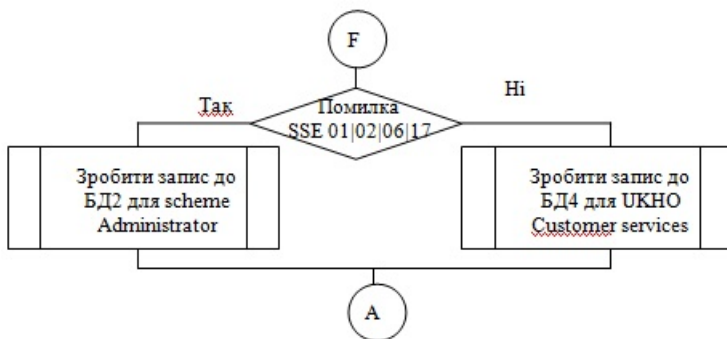 F
Так
Ні
Помилка
SSE 01|02|06|17
Зробити запис до
БД2 для scheme
Administrator
Зробити запис до
БД4 для UKHO
Customer services
A